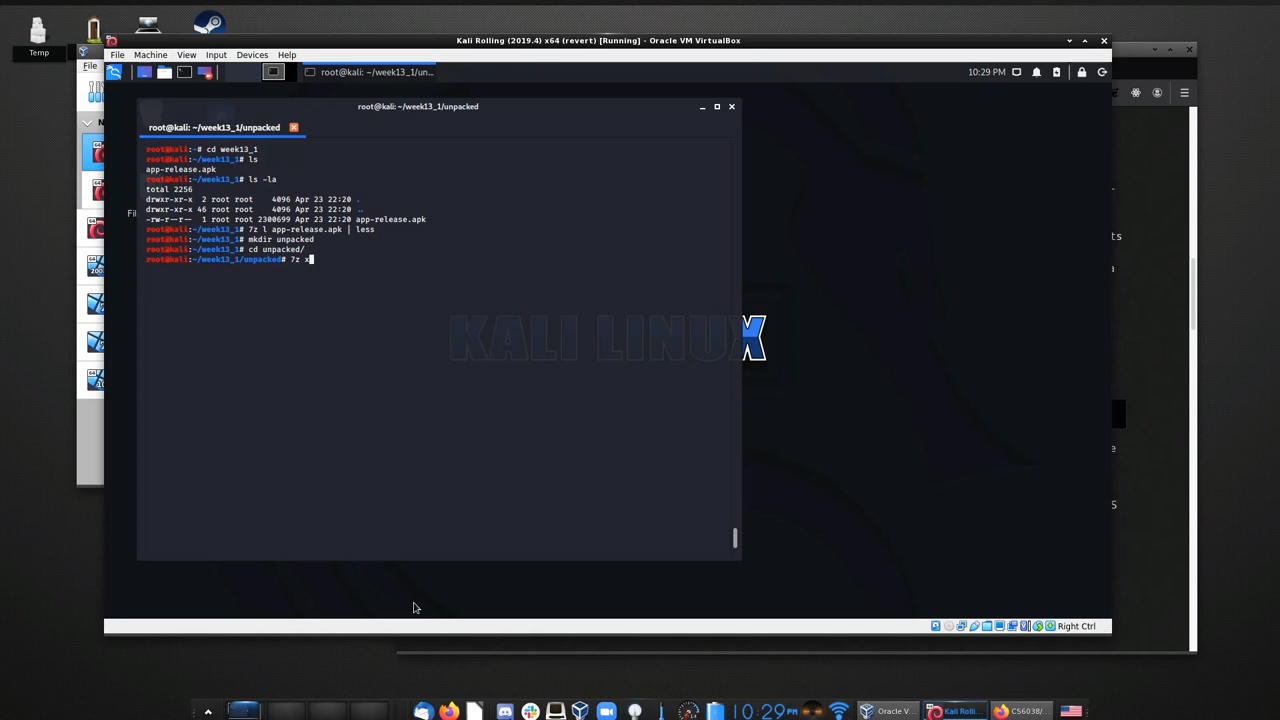 Temp
Kali Rolling (2019.4) x64 (revert) [Running] - Oracle VM VirtualBox
File Machine View Input Devices Help
File
root@kali: ~/week13_1/un...
10:29 PM
root@kali: ~/week13_1/unpacked
root@kali: ~/week13_1/unpacked
root@kali:~# cd week13_1
root@kali:~/week13_1# ls
app-release.apk
root@kali:~/week13_1# ls -la
total 2256
drwxr-xr-x 2 root root 4096 Apr 23 22:20 .
drwxr-xr-x 46 root root 4096 Apr 23 22:20 ..
-rw-r--r-- 1 root root 2300699 Apr 23 22:20 app-release.apk
root@kali:~/week13_1# 7z l app-release.apk | less
root@kali:~/week13_1# mkdir unpacked
root@kali:~/week13_1# cd unpacked/
root@kali:~/week13_1/unpacked# 7z x
KALI LINUX
Right Ctrl
10:29 PM
Oracle V...
Kali Rolli...
CS6038/...